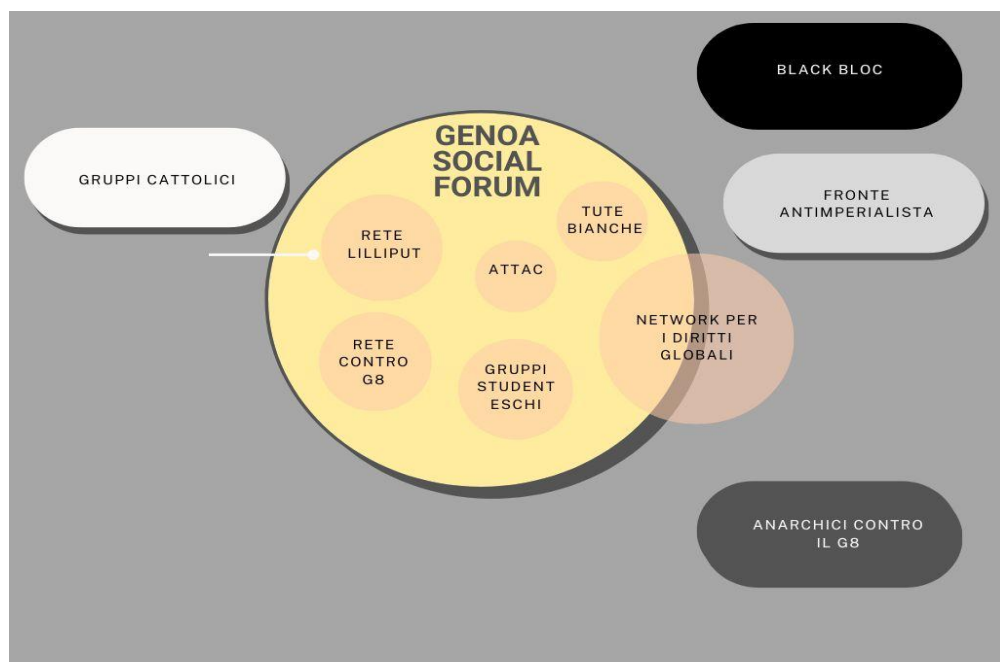 BLACK BLOC
GENOA
SOCIAL
FORUM
GRUPPI CATTOLICI
FRONTE
ANTIMPERIALISTA
TUTE
BIANCHE
RETE
LILLIPUT
ATTAC
NETWORK PER
I DIRITTI
GLOBALI
RETE
CONTRO
G8
GRUPPI
STUDENT
ESCHI
ANARCHICI CONTRO
IL G8